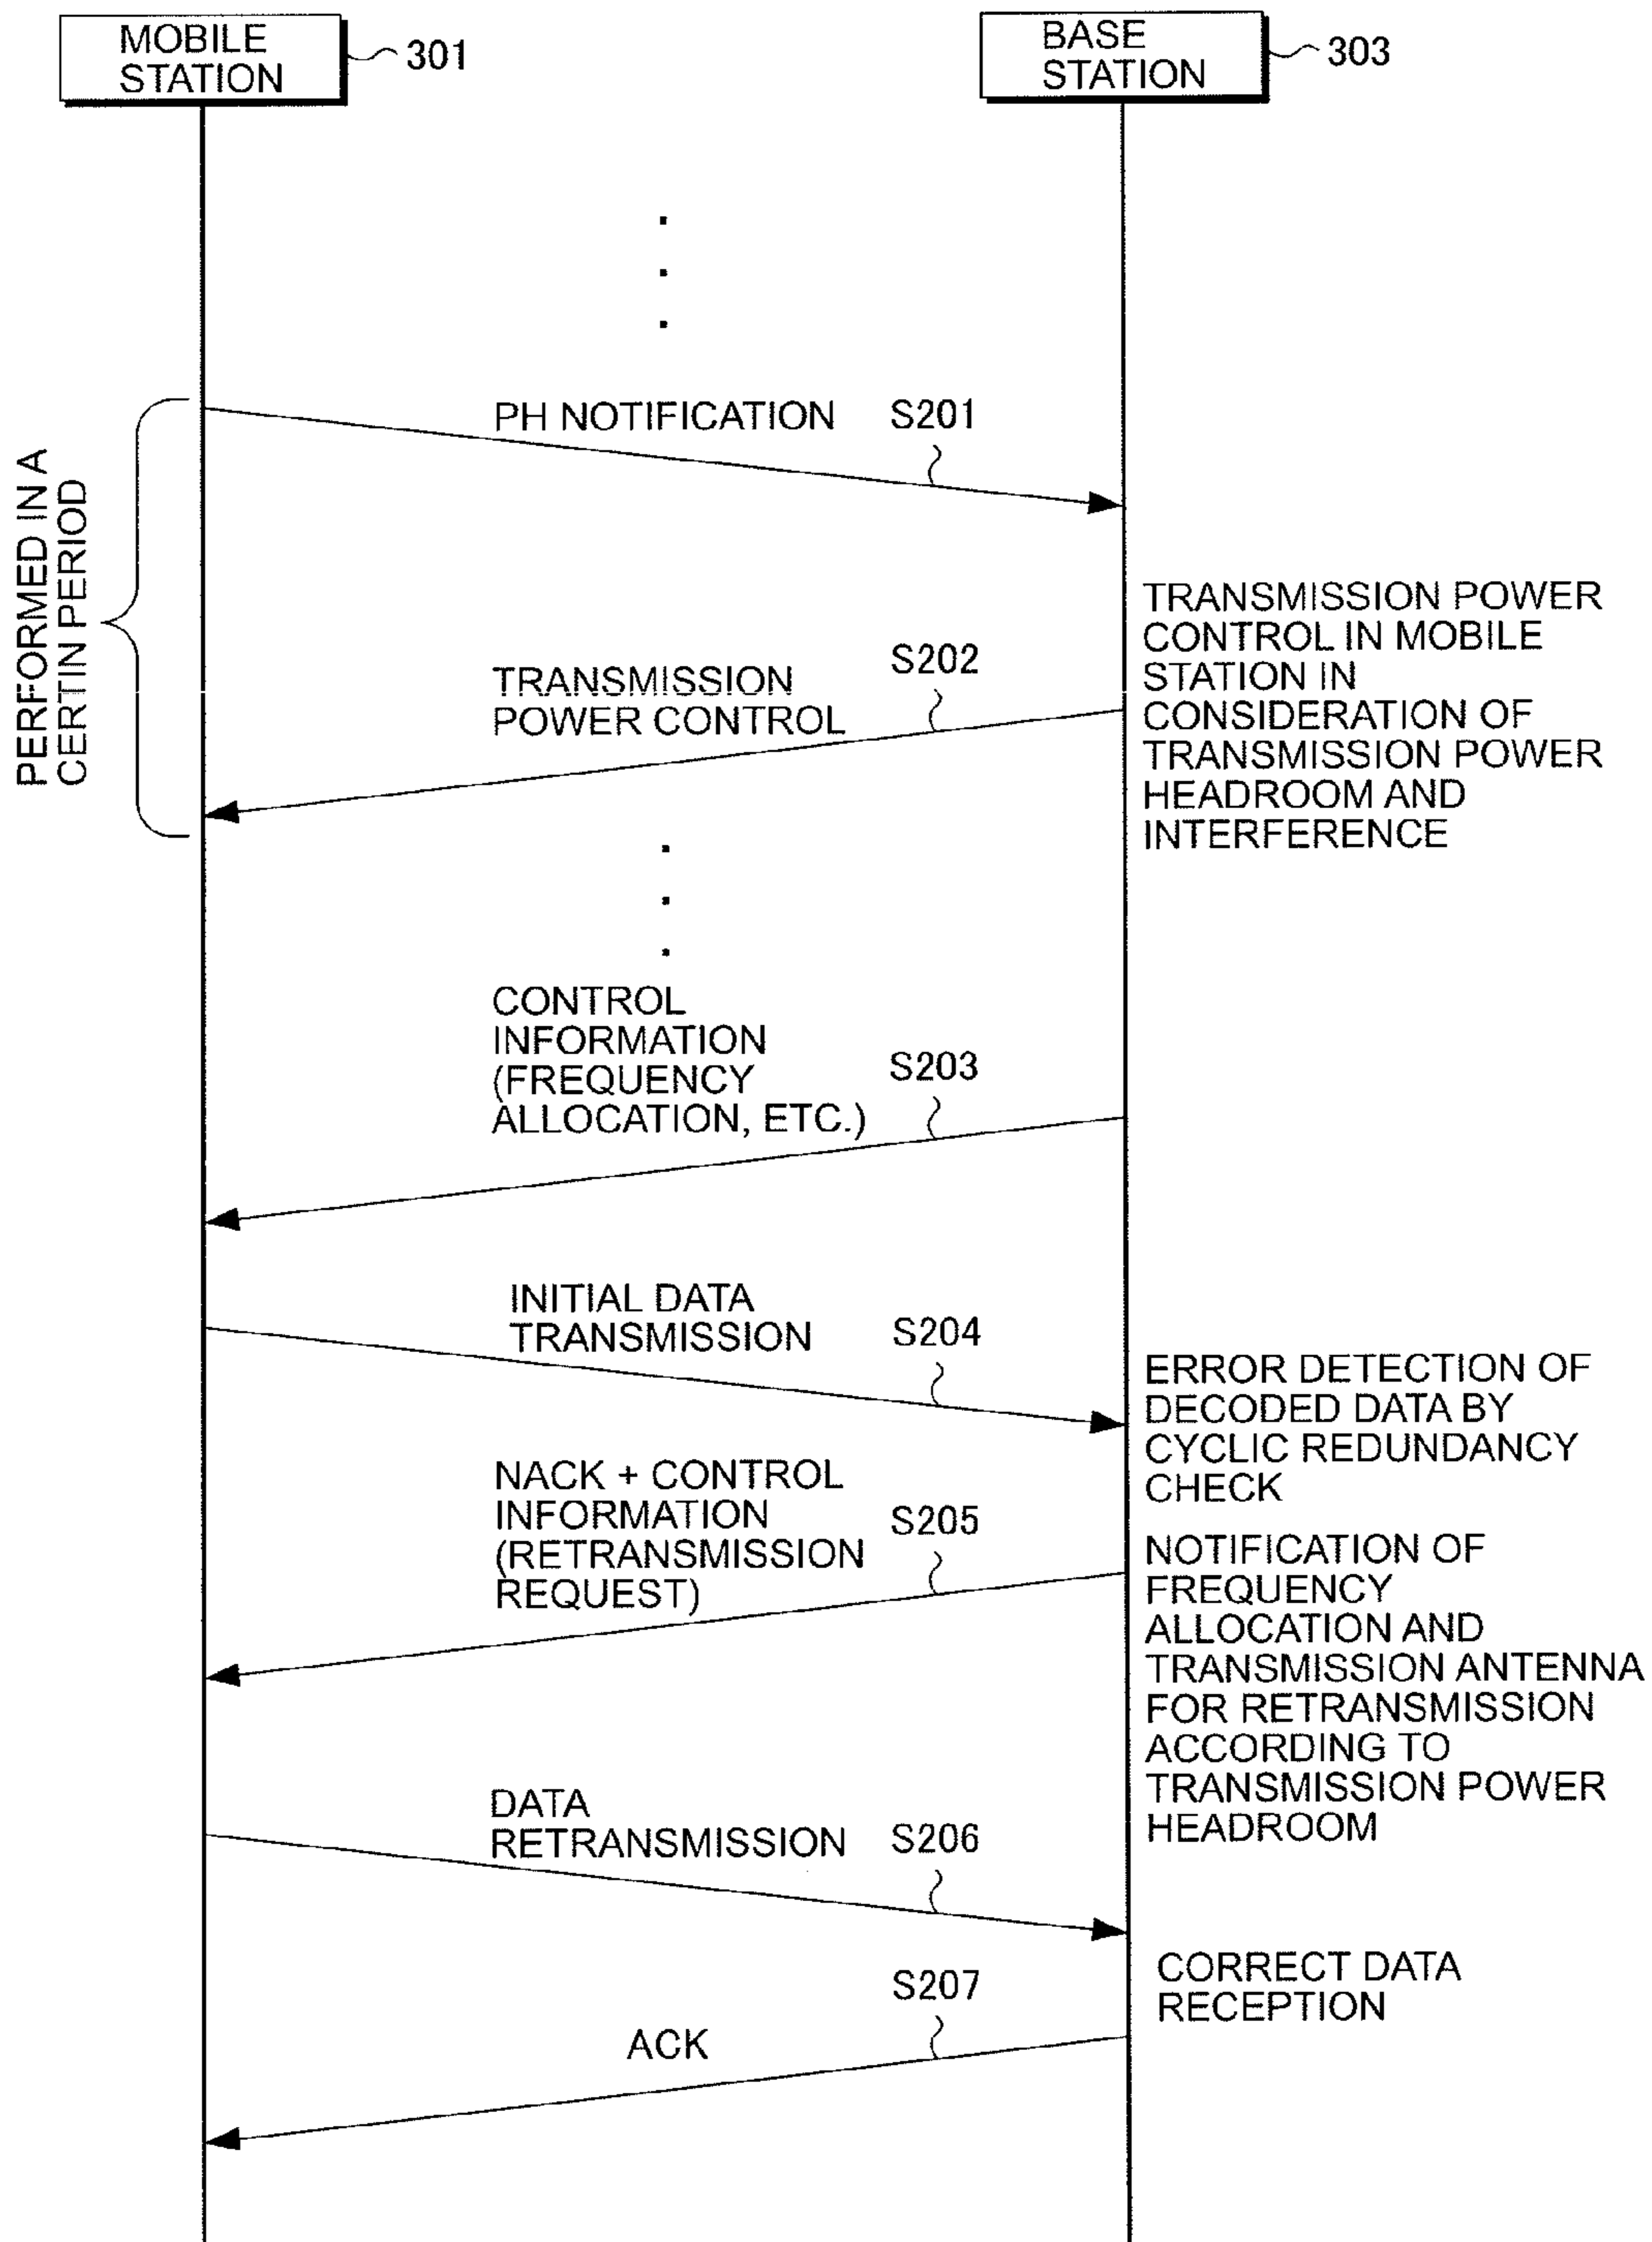 MOBILE
STATION
301
BASE
STATION
303
PERFORMED IN A
CERTIN PERIOD
PH NOTIFICATION
S201
TRANSMISSION POWER
CONTROL IN MOBILE
STATION IN
CONSIDERATION OF
TRANSMISSION POWER
HEADROOM AND
INTERFERENCE
TRANSMISSION
POWER CONTROL
S202
CONTROL
INFORMATION
(FREQUENCY
ALLOCATION, ETC.)
S203
INITIAL DATA
TRANSMISSION
S204
ERROR DETECTION OF
DECODED DATA BY
CYCLIC REDUNDANCY
CHECK
NACK + CONTROL
INFORMATION
(RETRANSMISSION
REQUEST)
S205
NOTIFICATION OF
FREQUENCY
ALLOCATION AND
TRANSMISSION ANTENNA
FOR RETRANSMISSION
ACCORDING TO
TRANSMISSION POWER
HEADROOM
DATA
RETRANSMISSION
S206
CORRECT DATA
RECEPTION
S207
ACK